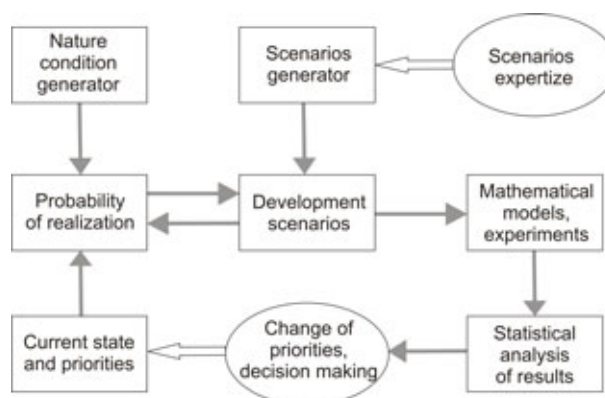 Nature
condition
generator
Scenarios
generator
Scenarios
expertize
Probability
of realization
Development
scenarios
Mathematical
models,
experiments
Current state
and priorities
Change of
priorities,
decision making
Statistical
analysis
of results